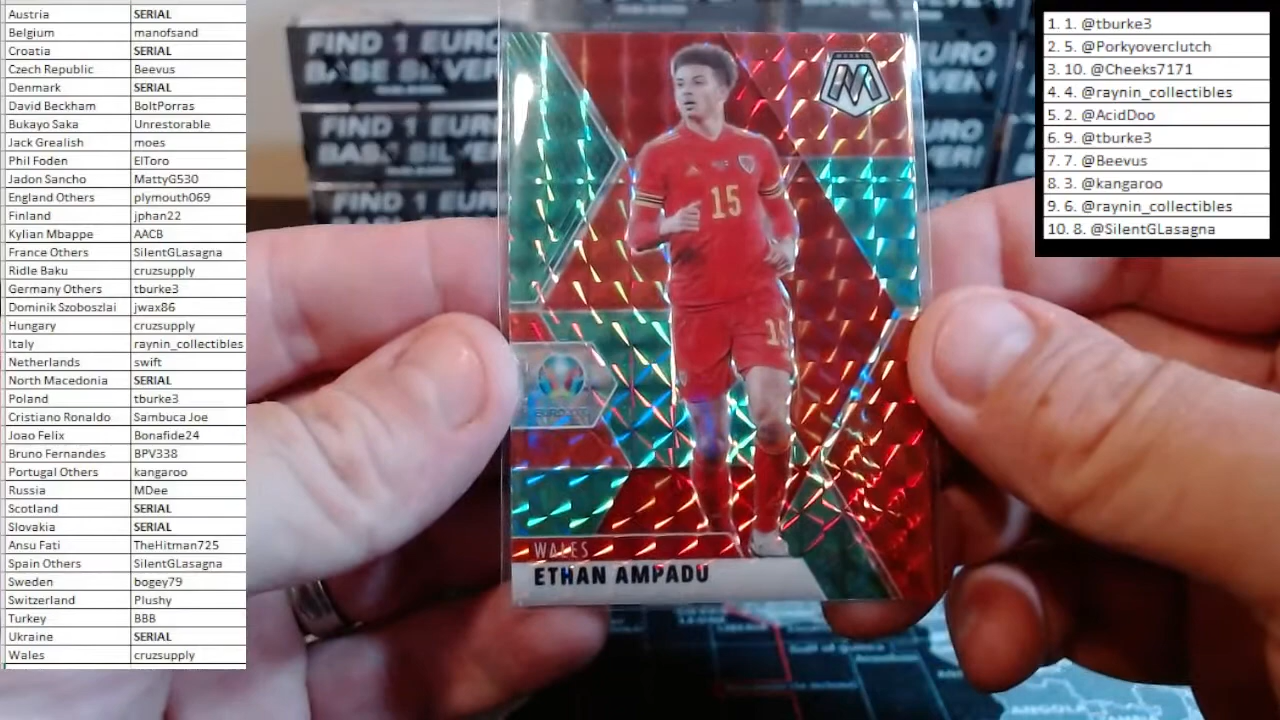 Austria SERIAL
Belgium manofsand
Croatia SERIAL
Czech Republic Beevus
Denmark SERIAL
David Beckham BoltPorras
Bukayo Saka Unrestorable
Jack Grealish moes
Phil Foden ElToro
Jadon Sancho MattyG530
England Others plymouth069
Finland jphan22
Kylian Mbappe AACB
France Others SilentGLasagna
Ridle Baku cruzsupply
Germany Others tburke3
Dominik Szoboszlai jwax86
Hungary cruzsupply
Italy raynin_collectibles
Netherlands swift
North Macedonia SERIAL
Poland tburke3
Cristiano Ronaldo Sambuca Joe
Joao Felix Bonafide24
Bruno Fernandes BPV338
Portugal Others kangaroo
Russia MDee
Scotland SERIAL
Slovakia SERIAL
Ansu Fati TheHitman725
Spain Others SilentGLasagna
Sweden bogey79
Switzerland Plushy
Turkey BBB
Ukraine SERIAL
Wales cruzsupply
FIND 1 EURO
BASE SILVER!
FIND 1 EURO
BASE SILVER!
FIND 1 EURO
MOSAIC
15
15
EURO2020
WALES
ETHAN AMPADU
1. 1. @tburke3
2. 5. @Porkyoverclutch
3. 10. @Cheeks7171
4. 4. @raynin_collectibles
5. 2. @AcidDoo
6. 9. @tburke3
7. 7. @Beevus
8. 3. @kangaroo
9. 6. @raynin_collectibles
10. 8. @SilentGLasagna
ANGOLA